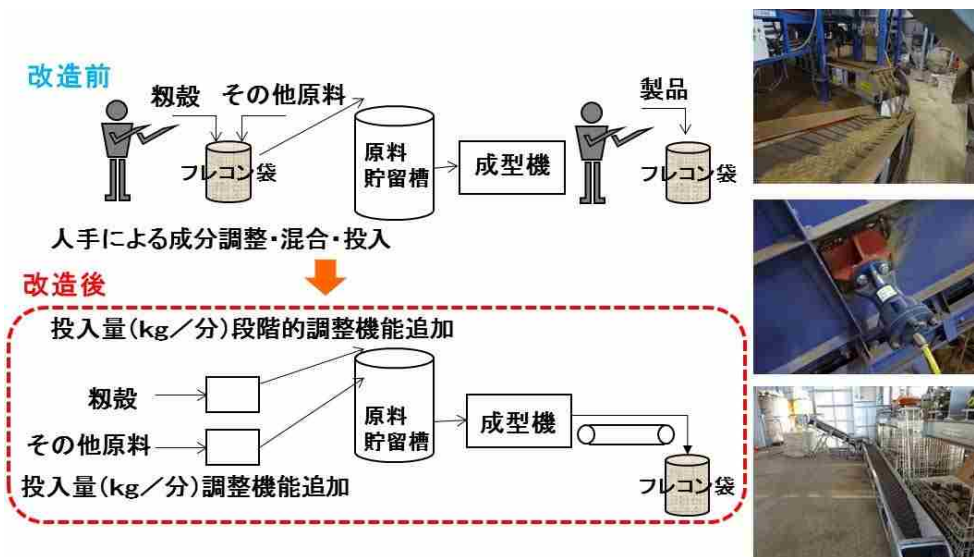 改造前
籾殻 その他原料
フレコン袋
原料
貯留槽
成型機
製品
フレコン袋
人手による成分調整・混合・投入
改造後
投入量(kg／分)段階的調整機能追加
籾殻
その他原料
投入量(kg／分)調整機能追加
原料
貯留槽
成型機
フレコン袋